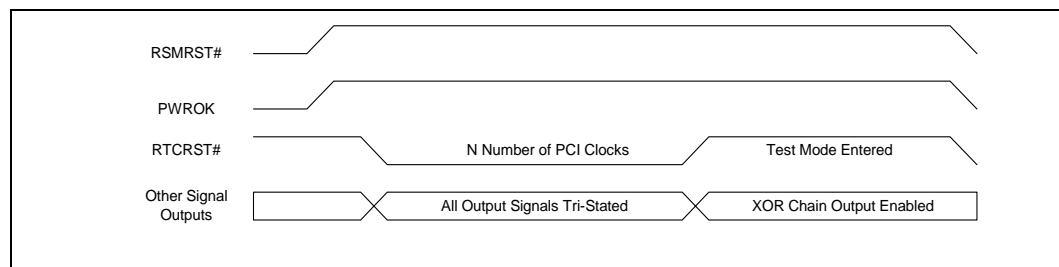 RSMRST#
PWROK
RTCRST#
N Number of PCI Clocks
Test Mode Entered
Other Signal
Outputs
All Output Signals Tri-Stated
XOR Chain Output Enabled